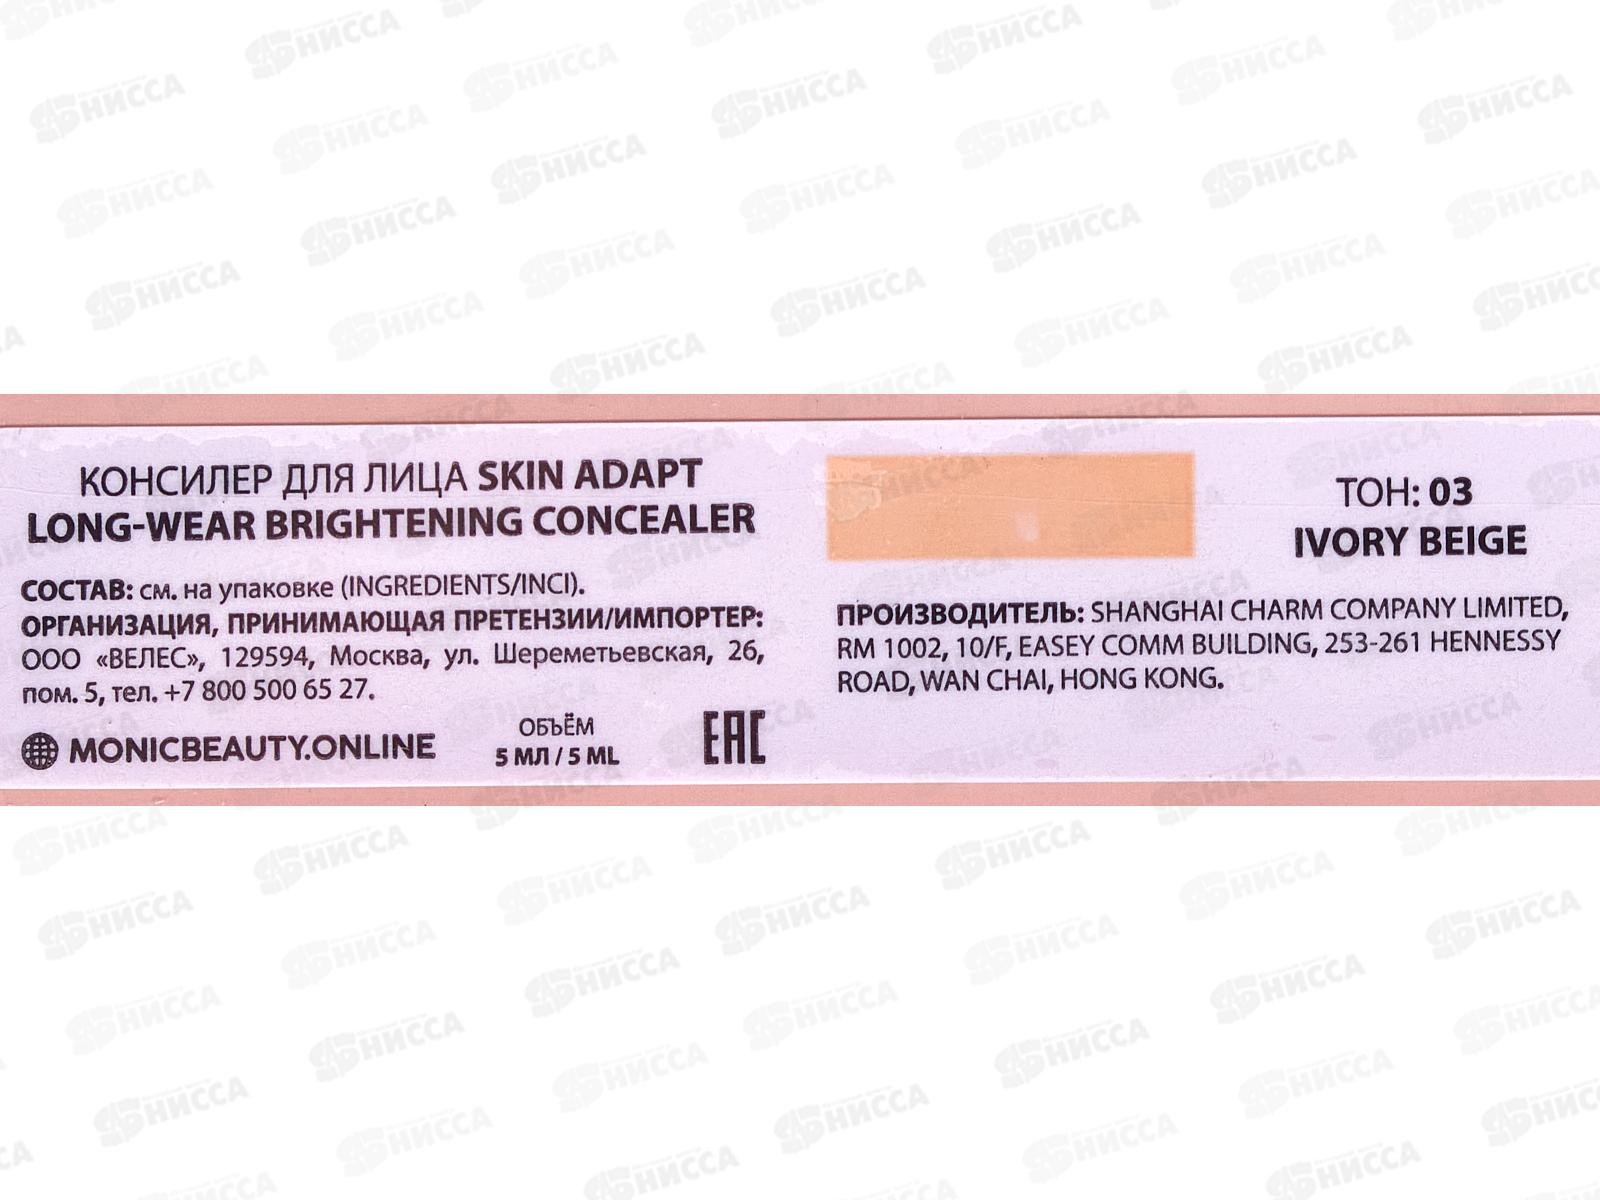 КОНСИЛЕР ДЛЯ ЛИЦА SKIN ADAPT
LONG-WEAR BRIGHTENING CONCEALER
СОСТАВ: см. на упаковке (INGREDIENTS/INCI).
ОРГАНИЗАЦИЯ, ПРИНИМАЮЩАЯ ПРЕТЕНЗИИ/ИМПОРТЕР:
ООО «ВЕЛЕС», 129594, Москва, ул. Шереметьевская, 26,
пом. 5, тел. +7 800 500 65 27.
MONICBEAUTY.ONLINE
ОБЪЁМ
5 МЛ / 5 ML
EAC
ТОН: 03
IVORY BEIGE
ПРОИЗВОДИТЕЛЬ: SHANGHAI CHARM COMPANY LIMITED,
RM 1002, 10/F, EASEY COMM BUILDING, 253-261 HENNESSY
ROAD, WAN CHAI, HONG KONG.